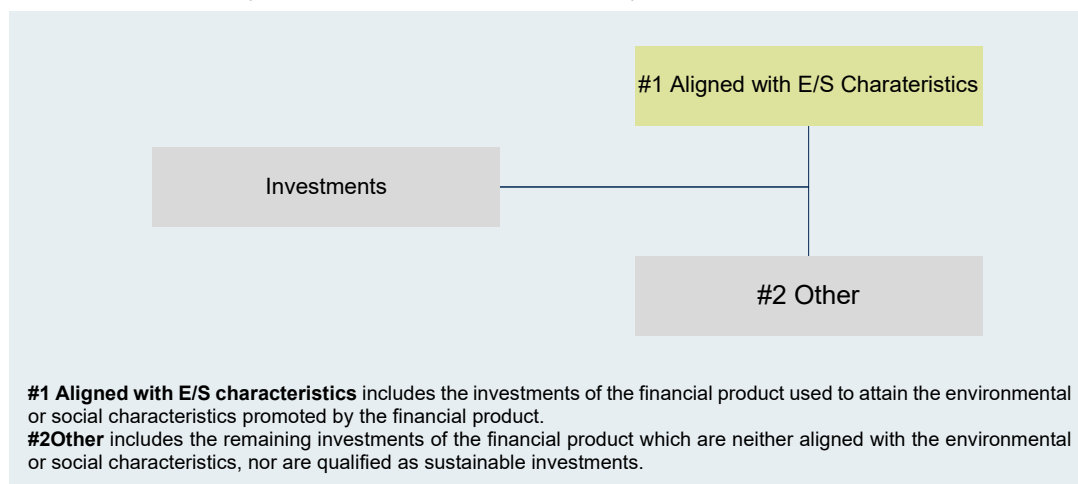 #1 Aligned with E/S Charateristics
Investments
#2 Other
#1 Aligned with E/S characteristics includes the investments of the financial product used to attain the environmental
or social characteristics promoted by the financial product.
#2Other includes the remaining investments of the financial product which are neither aligned with the environmental
or social characteristics, nor are qualified as sustainable investments.